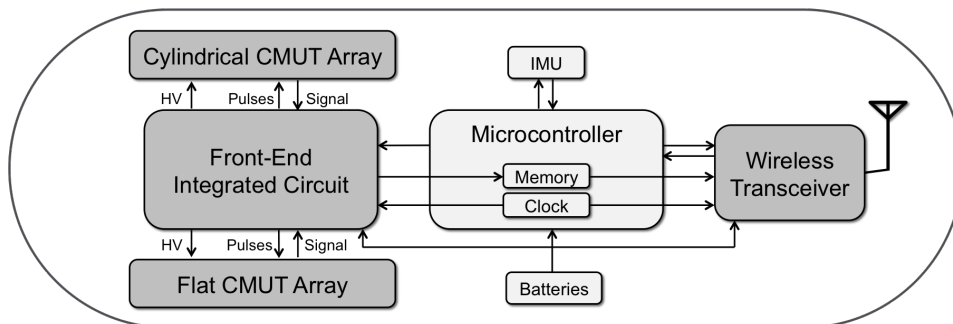 Cylindrical CMUT Array
IMU
HV Pulses Signal
Microcontroller
Front-End
Integrated Circuit
Wireless
Transceiver
Memory
Clock
HV Pulses Signal
Flat CMUT Array
Batteries